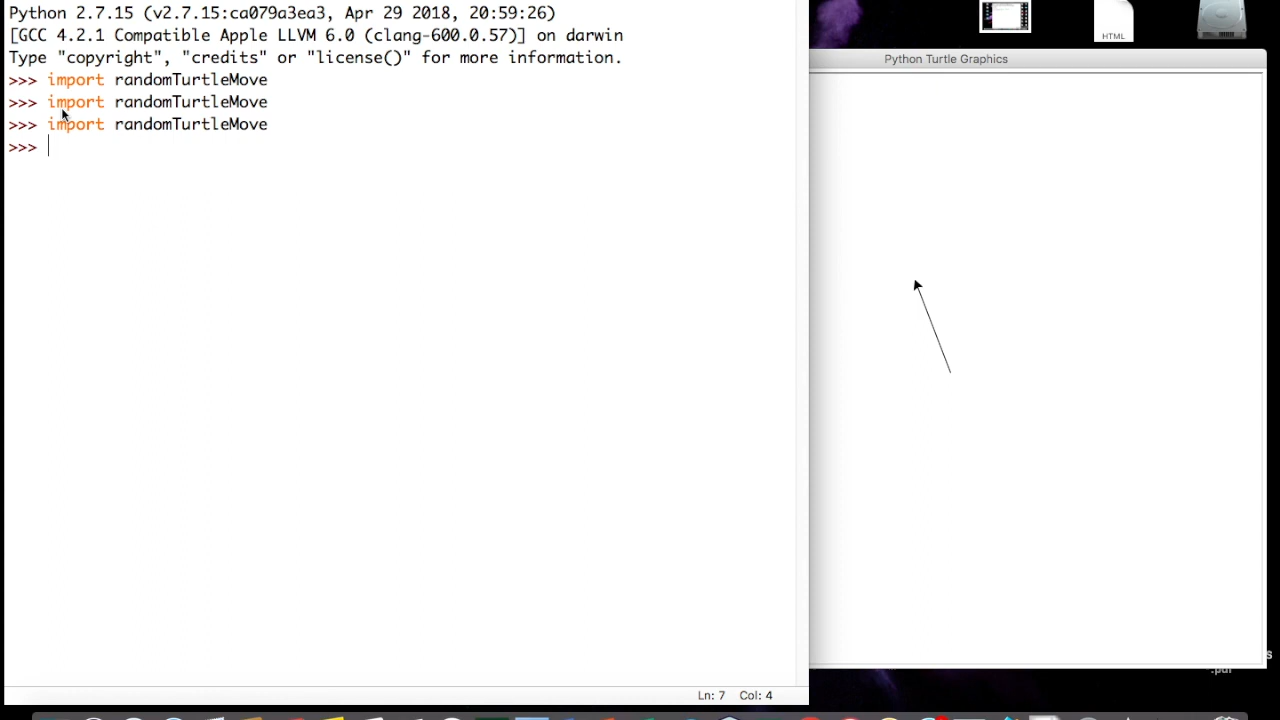 Python 2.7.15 (v2.7.15:ca079a3ea3, Apr 29 2018, 20:59:26)
[GCC 4.2.1 Compatible Apple LLVM 6.0 (clang-600.0.57)] on darwin
Type "copyright", "credits" or "license()" for more information.
>>> import randomTurtleMove
>>> import randomTurtleMove
>>> import randomTurtleMove
>>>
Ln: 7 Col: 4
HTML
Python Turtle Graphics
s
.pdf